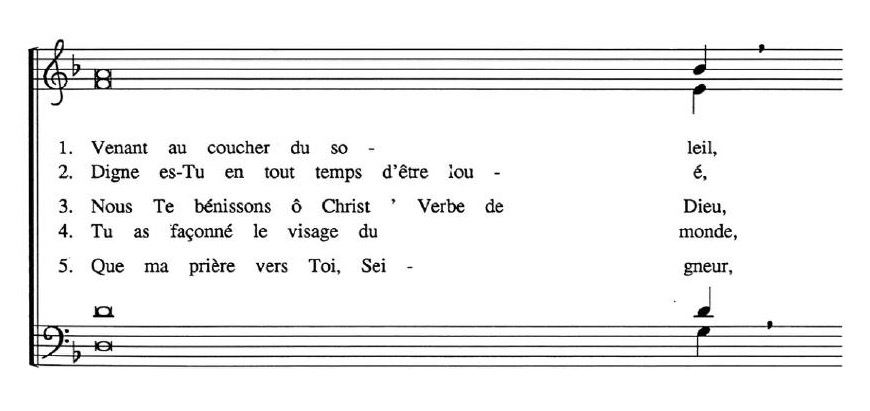 1. Venant au coucher du so - leil,
2. Digne es-Tu en tout temps d'être lou - é,
3. Nous Te bénissons ô Christ ' Verbe de Dieu,
4. Tu as façonné le visage du monde,
5. Que ma prière vers Toi, Sei - gneur,